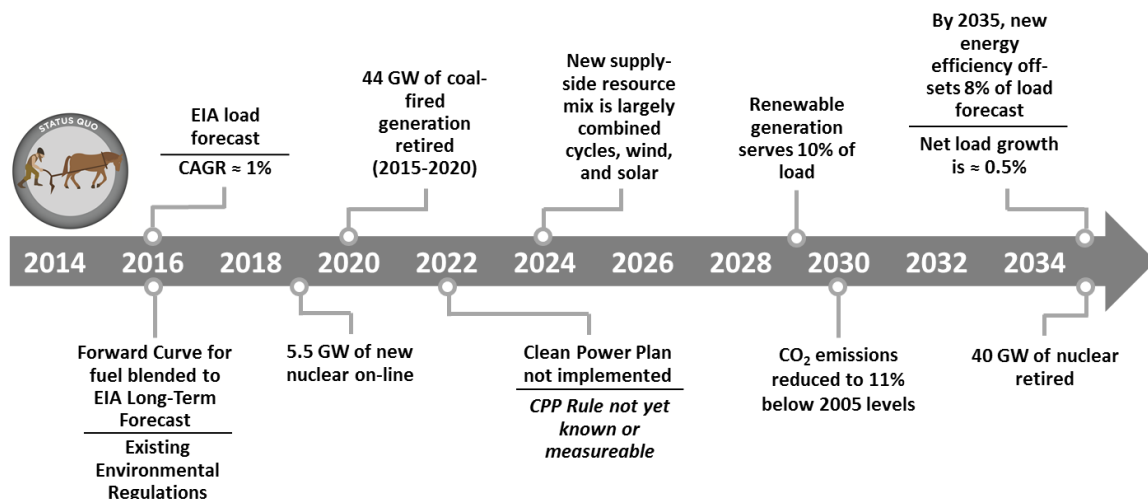 STATUS QUO
EIA load
forecast
CAGR ≈ 1%
44 GW of coal-
fired
generation
retired
(2015-2020)
New supply-
side resource
mix is largely
combined
cycles, wind,
and solar
Renewable
generation
serves 10% of
load
By 2035, new
energy
efficiency off-
sets 8% of load
forecast
Net load growth
is ≈ 0.5%
2014 2016 2018 2020 2022 2024 2026 2028 2030 2032 2034
Forward Curve for
fuel blended to
EIA Long-Term
Forecast
Existing
Environmental
Regulations
5.5 GW of new
nuclear on-line
Clean Power Plan
not implemented
CPP Rule not yet
known or
measureable
CO₂ emissions
reduced to 11%
below 2005 levels
40 GW of nuclear
retired